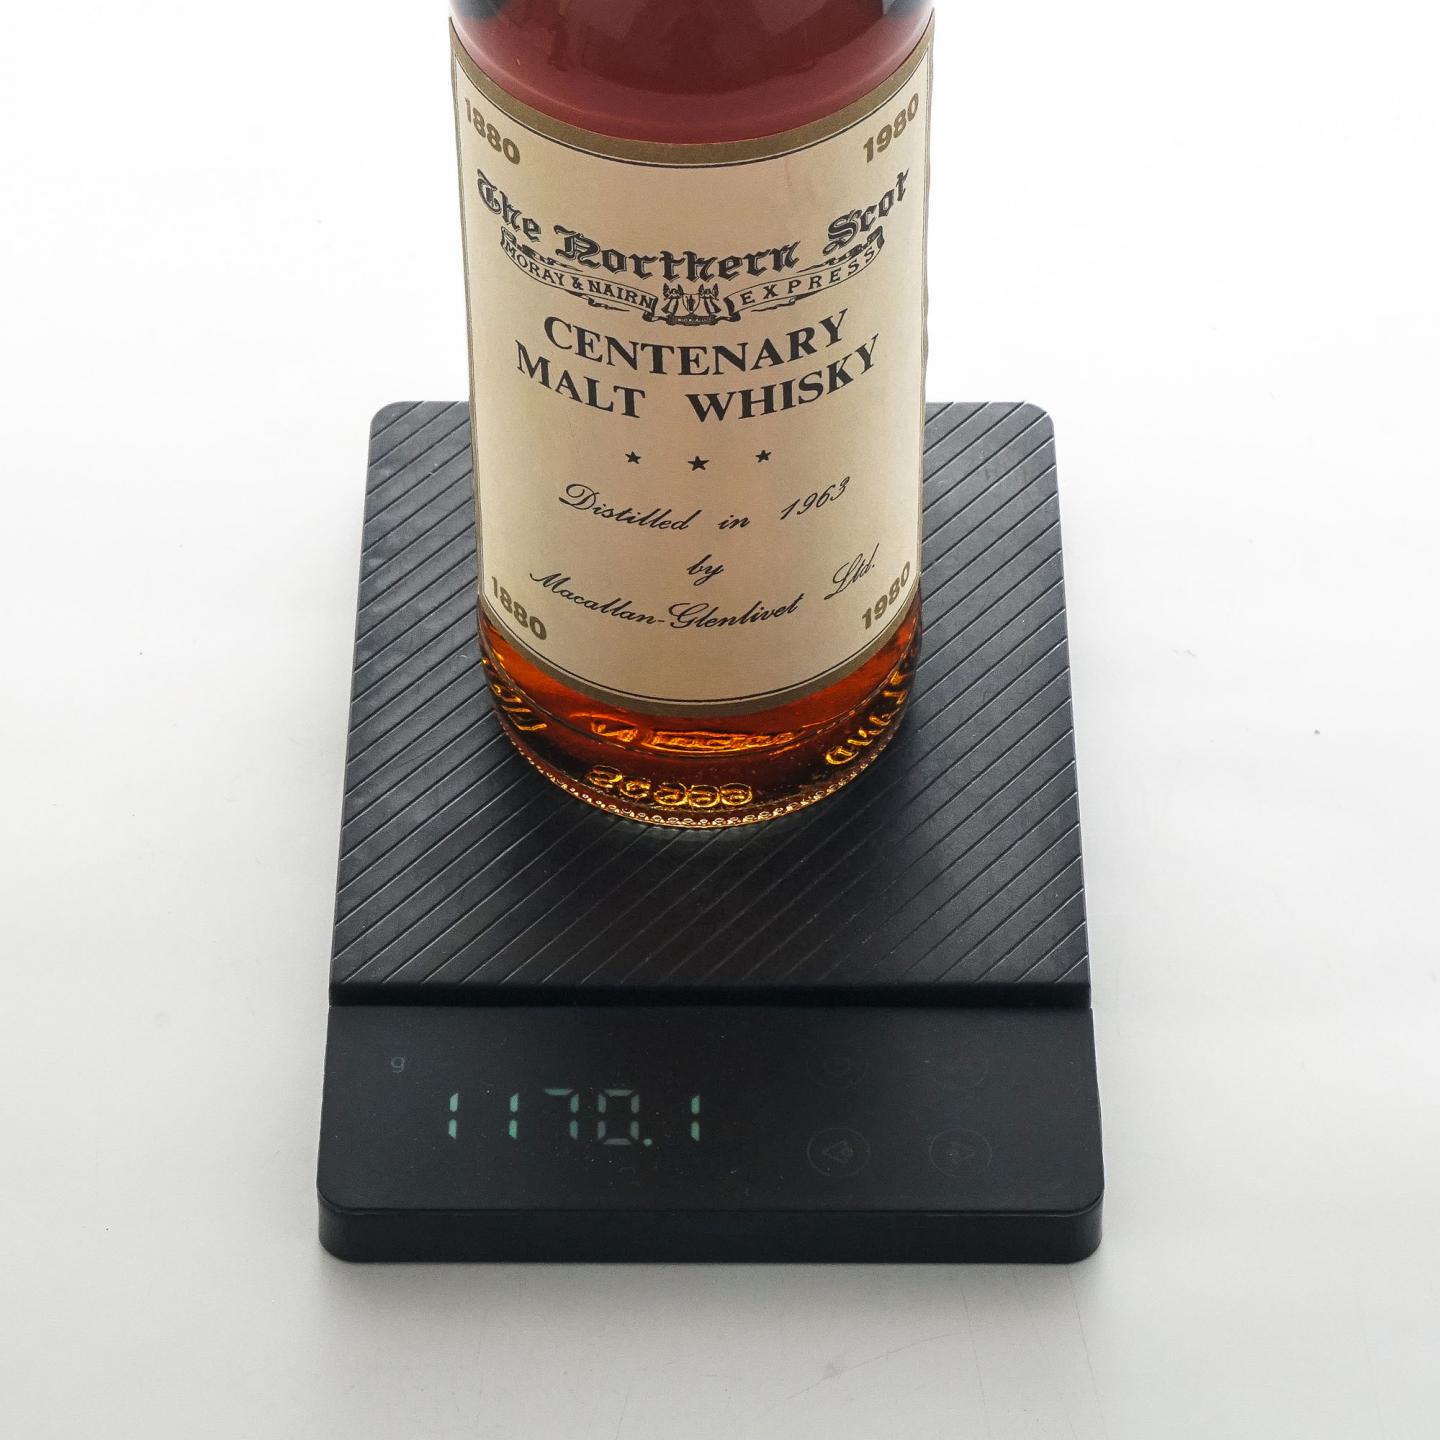 1880 1980
The Northern Scot
MORAY & NAIRN EXPRESS
CENTENARY
MALT WHISKY
Distilled in 1963
by
Macallan-Glenlivet Ltd.
1880 1980
g
1170.1